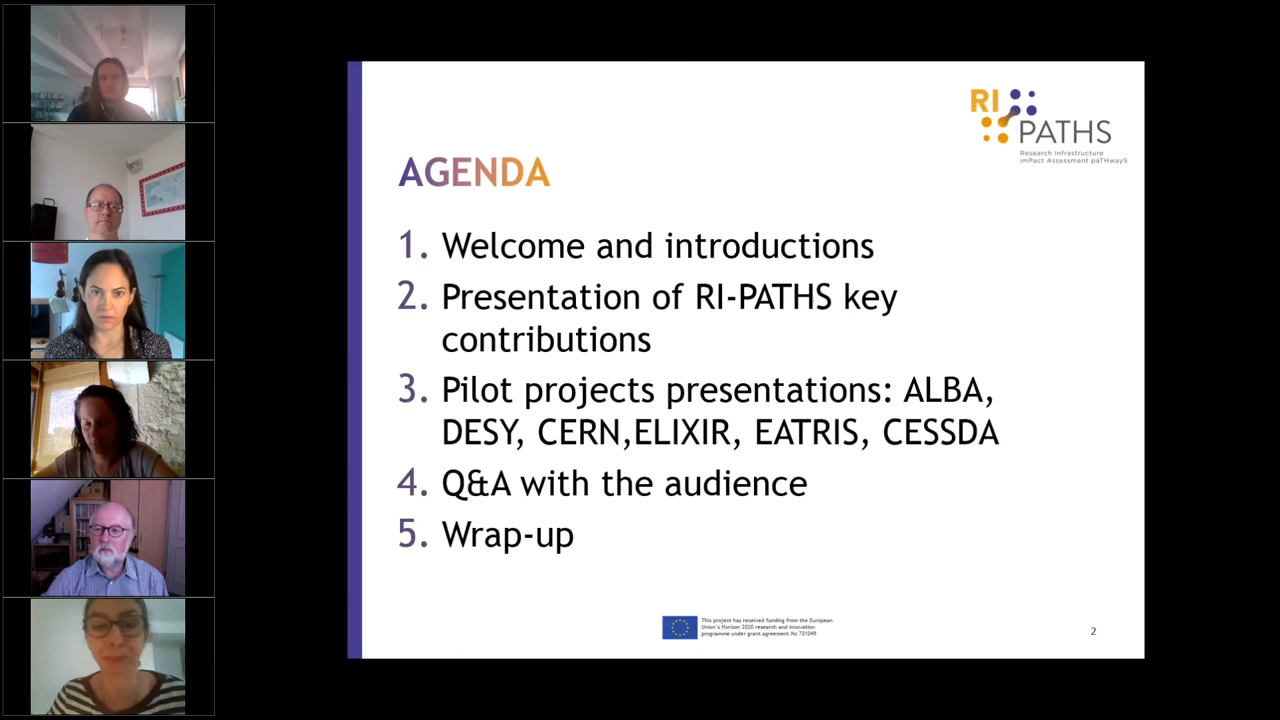 RI
PATHS
Research Infrastructure
imPact Assessment paTHwayS
AGENDA
1. Welcome and introductions
2. Presentation of RI-PATHS key
contributions
3. Pilot projects presentations: ALBA,
DESY, CERN,ELIXIR, EATRIS, CESSDA
4. Q&A with the audience
5. Wrap-up
This project has received funding from the European
Union's Horizon 2020 research and innovation
programme under grant agreement No 731049
2